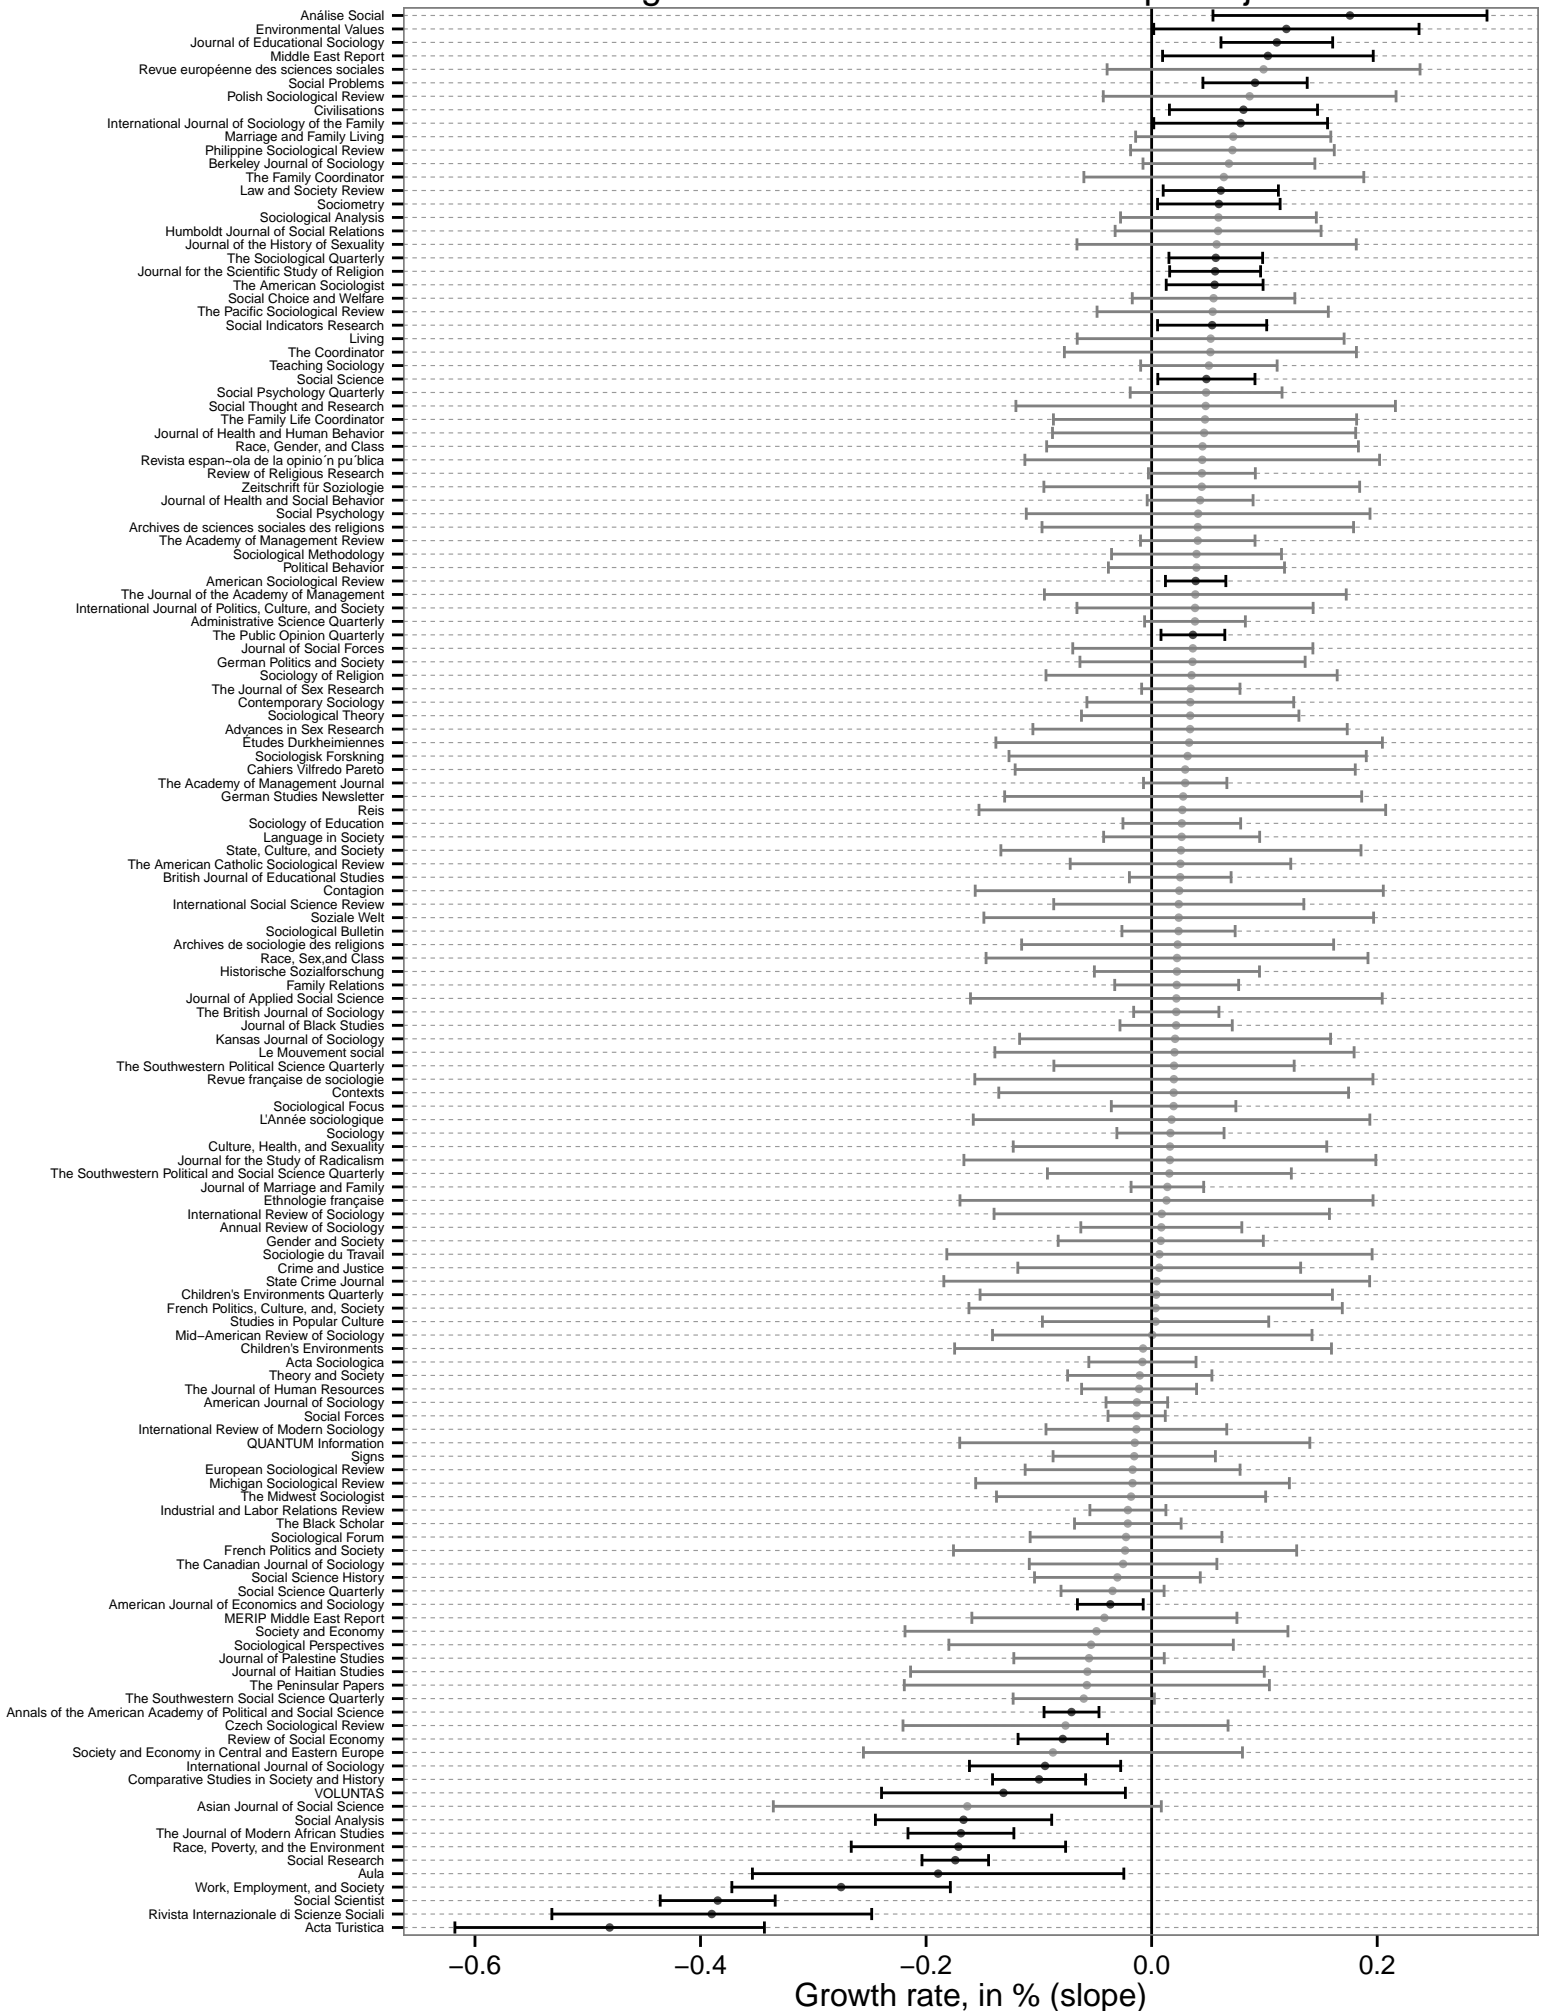 Análise Social
Environmental Values
Journal of Educational Sociology
Middle East Report
Revue européenne des sciences sociales
Social Problems
Polish Sociological Review
Civilisations
International Journal of Sociology of the Family
Marriage and Family Living
Philippine Sociological Review
Berkeley Journal of Sociology
The Family Coordinator
Law and Society Review
Sociometry
Sociological Analysis
Humboldt Journal of Social Relations
Journal of the History of Sexuality
The Sociological Quarterly
Journal for the Scientific Study of Religion
The American Sociologist
Social Choice and Welfare
The Pacific Sociological Review
Social Indicators Research
Living
The Coordinator
Teaching Sociology
Social Science
Social Psychology Quarterly
Social Thought and Research
The Family Life Coordinator
Journal of Health and Human Behavior
Race, Gender, and Class
Revista espan~ola de la opinio´n pu´blica
Review of Religious Research
Zeitschrift für Soziologie
Journal of Health and Social Behavior
Social Psychology
Archives de sciences sociales des religions
The Academy of Management Review
Sociological Methodology
Political Behavior
American Sociological Review
The Journal of the Academy of Management
International Journal of Politics, Culture, and Society
Administrative Science Quarterly
The Public Opinion Quarterly
Journal of Social Forces
German Politics and Society
Sociology of Religion
The Journal of Sex Research
Contemporary Sociology
Sociological Theory
Advances in Sex Research
Études Durkheimiennes
Sociologisk Forskning
Cahiers Vilfredo Pareto
The Academy of Management Journal
German Studies Newsletter
Reis
Sociology of Education
Language in Society
State, Culture, and Society
The American Catholic Sociological Review
British Journal of Educational Studies
Contagion
International Social Science Review
Soziale Welt
Sociological Bulletin
Archives de sociologie des religions
Race, Sex,and Class
Historische Sozialforschung
Family Relations
Journal of Applied Social Science
The British Journal of Sociology
Journal of Black Studies
Kansas Journal of Sociology
Le Mouvement social
The Southwestern Political Science Quarterly
Revue française de sociologie
Contexts
Sociological Focus
L'Année sociologique
Sociology
Culture, Health, and Sexuality
Journal for the Study of Radicalism
The Southwestern Political and Social Science Quarterly
Journal of Marriage and Family
Ethnologie française
International Review of Sociology
Annual Review of Sociology
Gender and Society
Sociologie du Travail
Crime and Justice
State Crime Journal
Children's Environments Quarterly
French Politics, Culture, and, Society
Studies in Popular Culture
Mid−American Review of Sociology
Children's Environments
Acta Sociologica
Theory and Society
The Journal of Human Resources
American Journal of Sociology
Social Forces
International Review of Modern Sociology
QUANTUM Information
Signs
European Sociological Review
Michigan Sociological Review
The Midwest Sociologist
Industrial and Labor Relations Review
The Black Scholar
Sociological Forum
French Politics and Society
The Canadian Journal of Sociology
Social Science History
Social Science Quarterly
American Journal of Economics and Sociology
MERIP Middle East Report
Society and Economy
Sociological Perspectives
Journal of Palestine Studies
Journal of Haitian Studies
The Peninsular Papers
The Southwestern Social Science Quarterly
Annals of the American Academy of Political and Social Science
Czech Sociological Review
Review of Social Economy
Society and Economy in Central and Eastern Europe
International Journal of Sociology
Comparative Studies in Society and History
VOLUNTAS
Asian Journal of Social Science
Social Analysis
The Journal of Modern African Studies
Race, Poverty, and the Environment
Social Research
Aula
Work, Employment, and Society
Social Scientist
Rivista Internazionale di Scienze Sociali
Acta Turistica
−0.6 −0.4 −0.2 0.0 0.2
Growth rate, in % (slope)